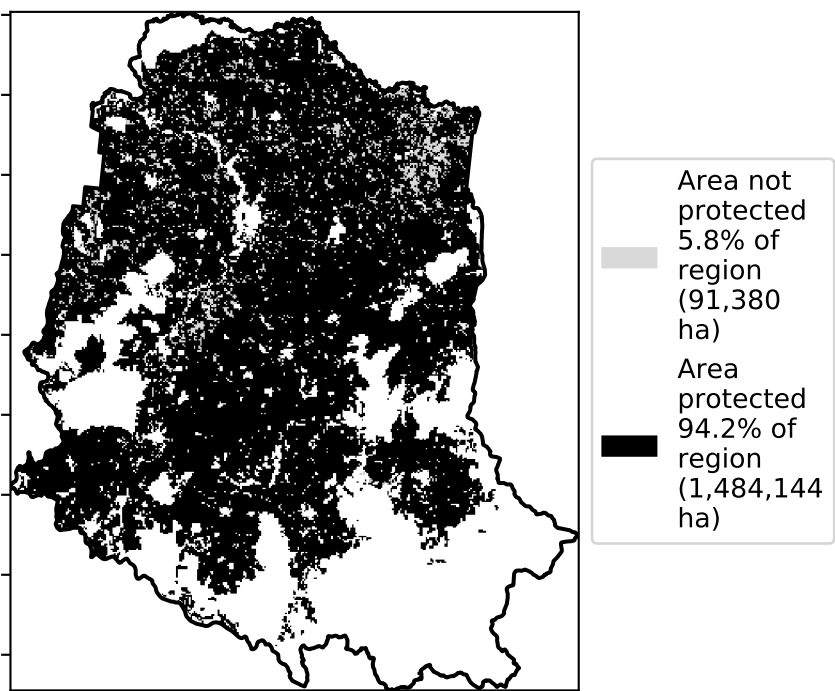 Area not
protected
5.8% of
region
(91,380
ha)
Area
protected
94.2% of
region
(1,484,144
ha)